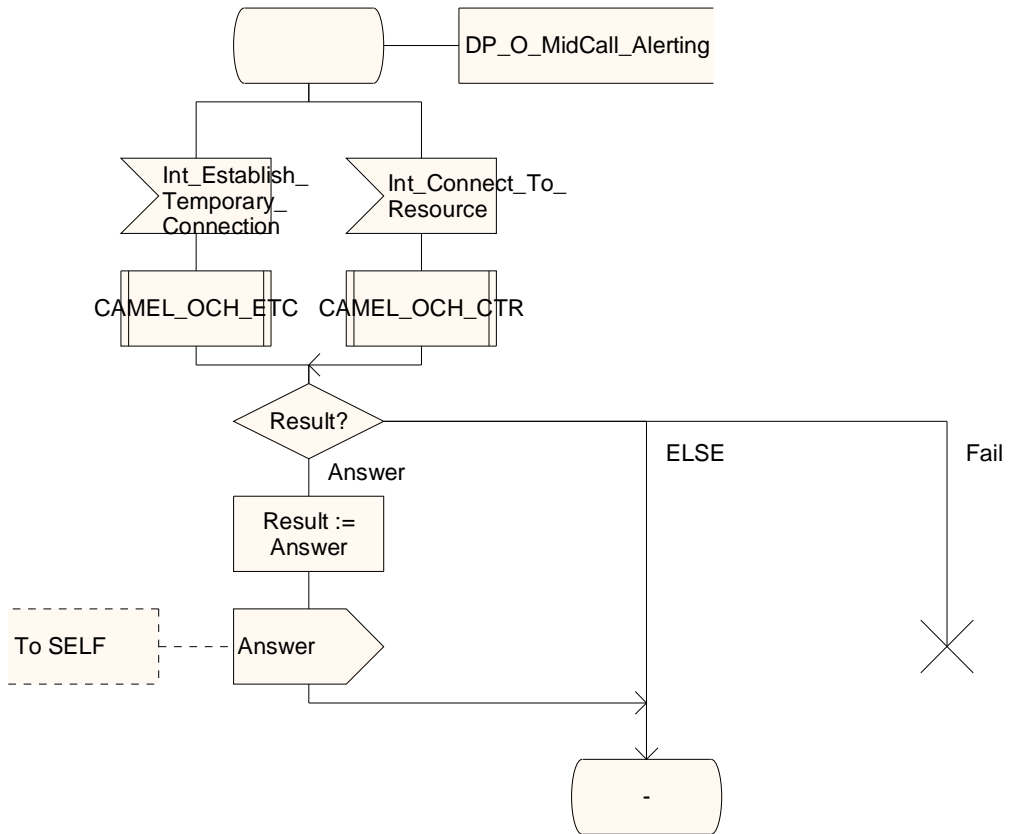 DP_O_MidCall_Alerting
Int_Establish_
Temporary_
Connection
Int_Connect_To_
Resource
CAMEL_OCH_ETC
CAMEL_OCH_CTR
Result?
ELSE
Fail
Answer
Result :=
Answer
To SELF
Answer
-